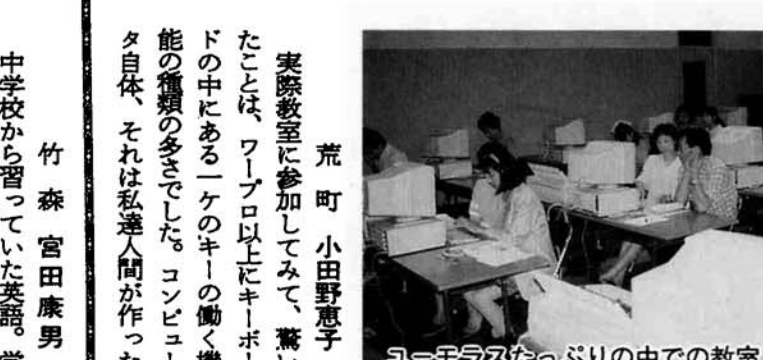 荒町 小田野恵子
実際教室に参加してみて、驚い
たことは、ワープロ以上にキーボー
ドの中にある一ケのキーの働く機
能の種類の多さでした。コンピュー
タ自体、それは私達人間が作った
竹森 宮田康男
中学校から習っていた英語。学
ユーモラスたっぷりの中での教室